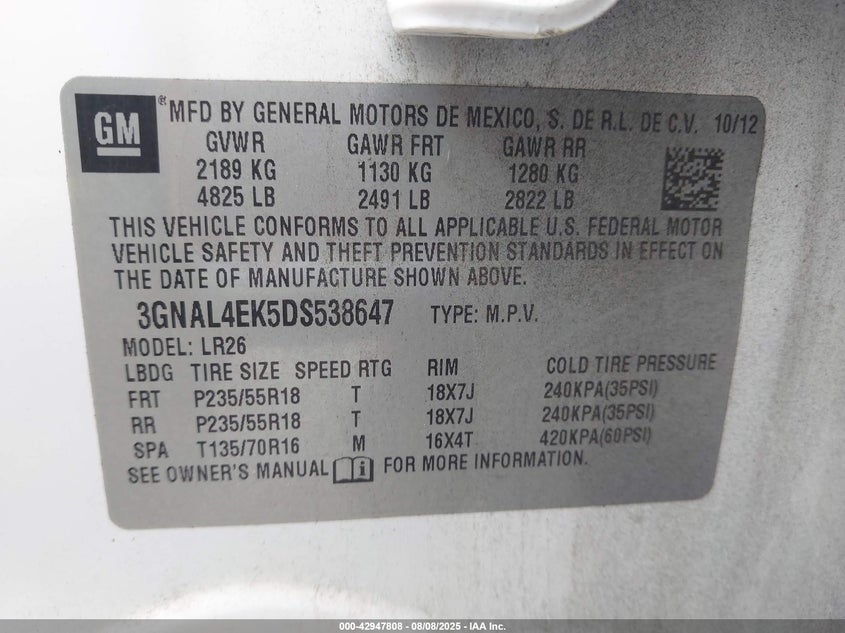 GM ® MFD BY GENERAL MOTORS DE MEXICO, S. DE R.L. DE C.V. 10/12
GVWR GAWR FRT GAWR RR
2189 KG 1130 KG 1280 KG
4825 LB 2491 LB 2822 LB
THIS VEHICLE CONFORMS TO ALL APPLICABLE U.S. FEDERAL MOTOR
VEHICLE SAFETY AND THEFT PREVENTION STANDARDS IN EFFECT ON
THE DATE OF MANUFACTURE SHOWN ABOVE.
3GNAL4EK5DS538647 TYPE: M.P.V.
MODEL: LR26
LBDG TIRE SIZE SPEED RTG RIM COLD TIRE PRESSURE
FRT P235/55R18 T 18X7J 240KPA(35PSI)
RR P235/55R18 T 18X7J 240KPA(35PSI)
SPA T135/70R16 M 16X4T 420KPA(60PSI)
SEE OWNER'S MANUAL i FOR MORE INFORMATION.
000-42947808 - 08/08/2025 - IAA Inc.